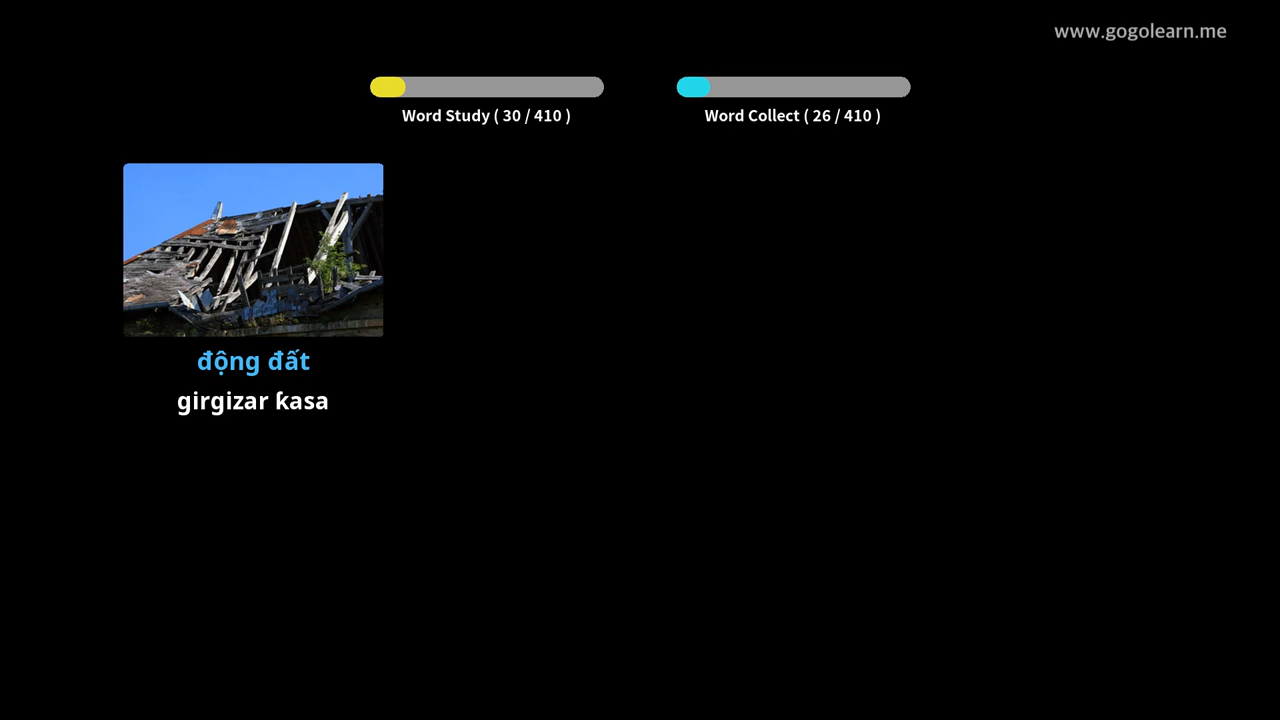 www.gogolearn.me
Word Study ( 30 / 410 )
Word Collect ( 26 / 410 )
động đất
girgizar ƙasa